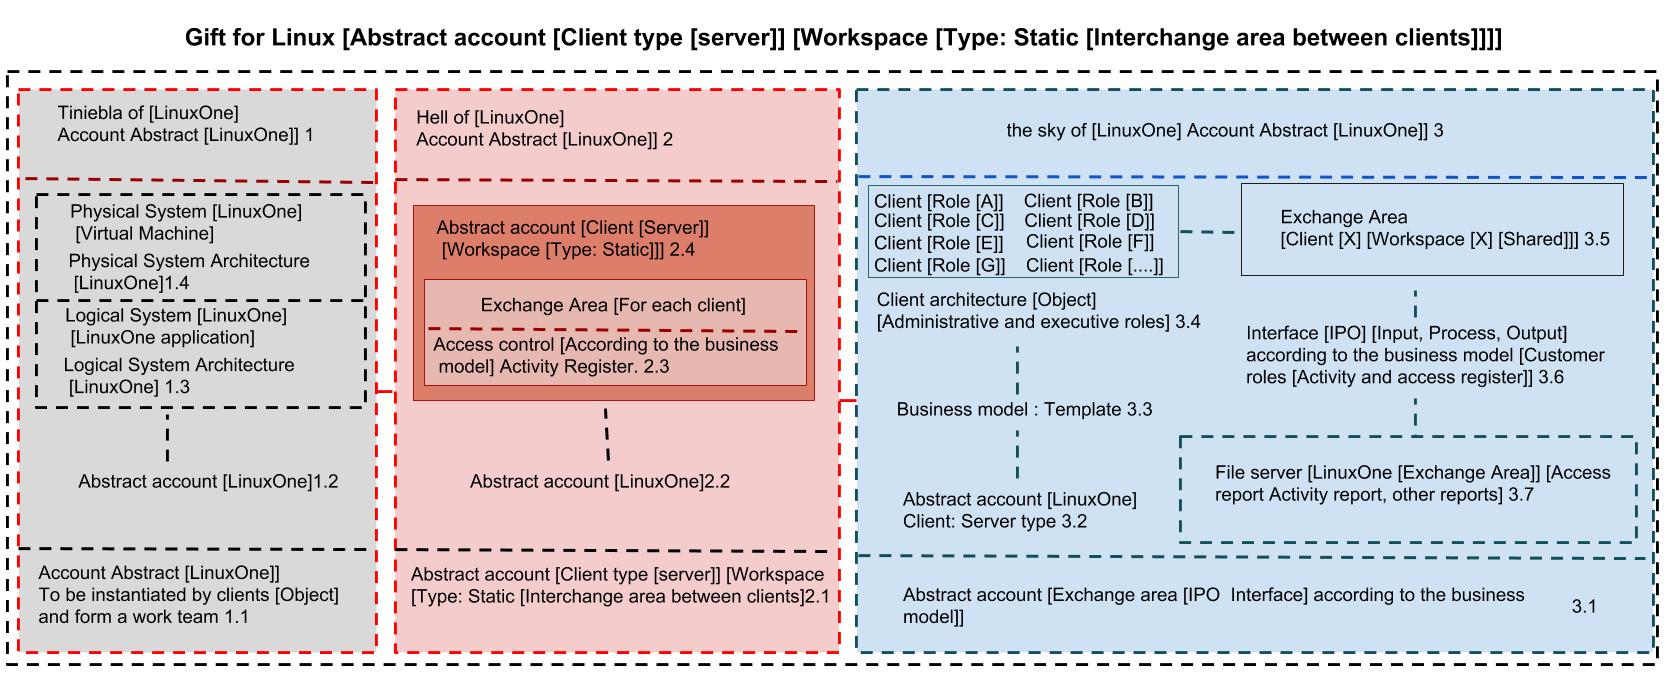 Gift for Linux [Abstract account [Client type [server]] [Workspace [Type: Static [Interchange area between clients]]]]
Tiniebla of [LinuxOne]
Account Abstract [LinuxOne]] 1
Physical System [LinuxOne]
[Virtual Machine]
Physical System Architecture
[LinuxOne]1.4
Logical System [LinuxOne]
[LinuxOne application]
Logical System Architecture
[LinuxOne] 1.3
Abstract account [LinuxOne]1.2
Account Abstract [LinuxOne]]
To be instantiated by clients [Object]
and form a work team 1.1
Hell of [LinuxOne]
Account Abstract [LinuxOne]] 2
Abstract account [Client [Server]]
[Workspace [Type: Static]]] 2.4
Exchange Area [For each client]
Access control [According to the business
model] Activity Register. 2.3
Abstract account [LinuxOne]2.2
Abstract account [Client type [server]] [Workspace
[Type: Static [Interchange area between clients]2.1
the sky of [LinuxOne] Account Abstract [LinuxOne]] 3
Client [Role [A]] Client [Role [B]]
Client [Role [C]] Client [Role [D]]
Client [Role [E]] Client [Role [F]]
Client [Role [G]] Client [Role [....]]
Client architecture [Object]
[Administrative and executive roles] 3.4
Business model : Template 3.3
Abstract account [LinuxOne]
Client: Server type 3.2
Exchange Area
[Client [X] [Workspace [X] [Shared]]] 3.5
Interface [IPO] [Input, Process, Output]
according to the business model [Customer
roles [Activity and access register]] 3.6
File server [LinuxOne [Exchange Area]] [Access
report Activity report, other reports] 3.7
Abstract account [Exchange area [IPO Interface] according to the business
model]]
3.1